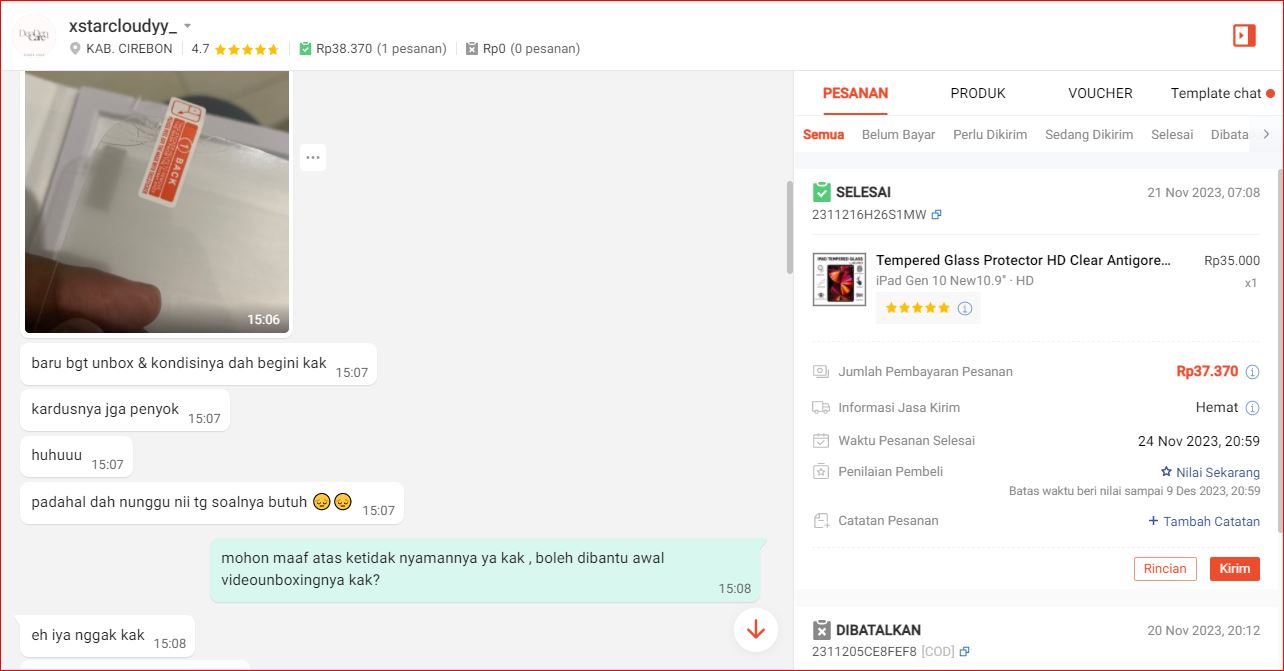 xstarcloudyy_
KAB. CIREBON 4.7 Rp38.370 (1 pesanan) Rp0 (0 pesanan)
(1) BACK
15:06
baru bgt unbox & kondisinya dah begini kak 15:07
kardusnya jga penyok 15:07
huhuuu 15:07
padahal dah nunggu nii tg soalnya butuh 😔😔 15:07
mohon maaf atas ketidak nyamannya ya kak , boleh dibantu awal
videounboxingnya kak?
15:08
eh iya nggak kak 15:08
PESANAN PRODUK VOUCHER Template chat
Semua Belum Bayar Perlu Dikirim Sedang Dikirim Selesai Dibata
SELESAI 21 Nov 2023, 07:08
2311216H26S1MW
IPAD TEMPERED GLASS
Tempered Glass Protector HD Clear Antigore... Rp35.000
iPad Gen 10 New10.9" · HD x1
Jumlah Pembayaran Pesanan Rp37.370
Informasi Jasa Kirim Hemat
Waktu Pesanan Selesai 24 Nov 2023, 20:59
Penilaian Pembeli Nilai Sekarang
Batas waktu beri nilai sampai 9 Des 2023, 20:59
Catatan Pesanan + Tambah Catatan
Rincian Kirim
DIBATALKAN 20 Nov 2023, 20:12
2311205CE8FEF8 [COD]